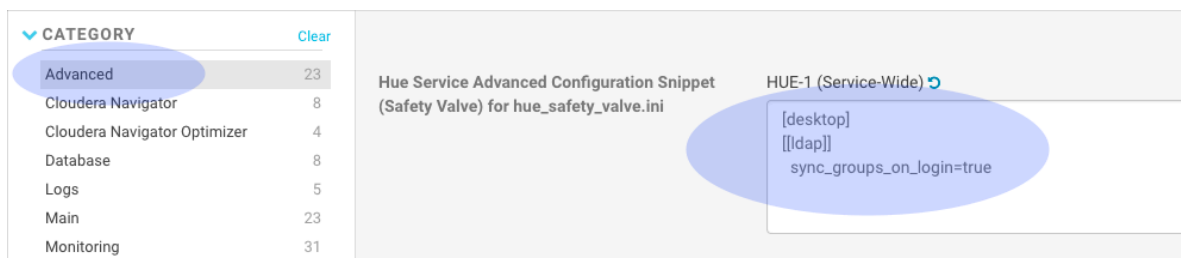 CATEGORY
Clear
Advanced 23
Cloudera Navigator 8
Cloudera Navigator Optimizer 4
Database 8
Logs 5
Main 23
Monitoring 31
Hue Service Advanced Configuration Snippet
(Safety Valve) for hue_safety_valve.ini
HUE-1 (Service-Wide)
[desktop]
[[ldap]]
sync_groups_on_login=true